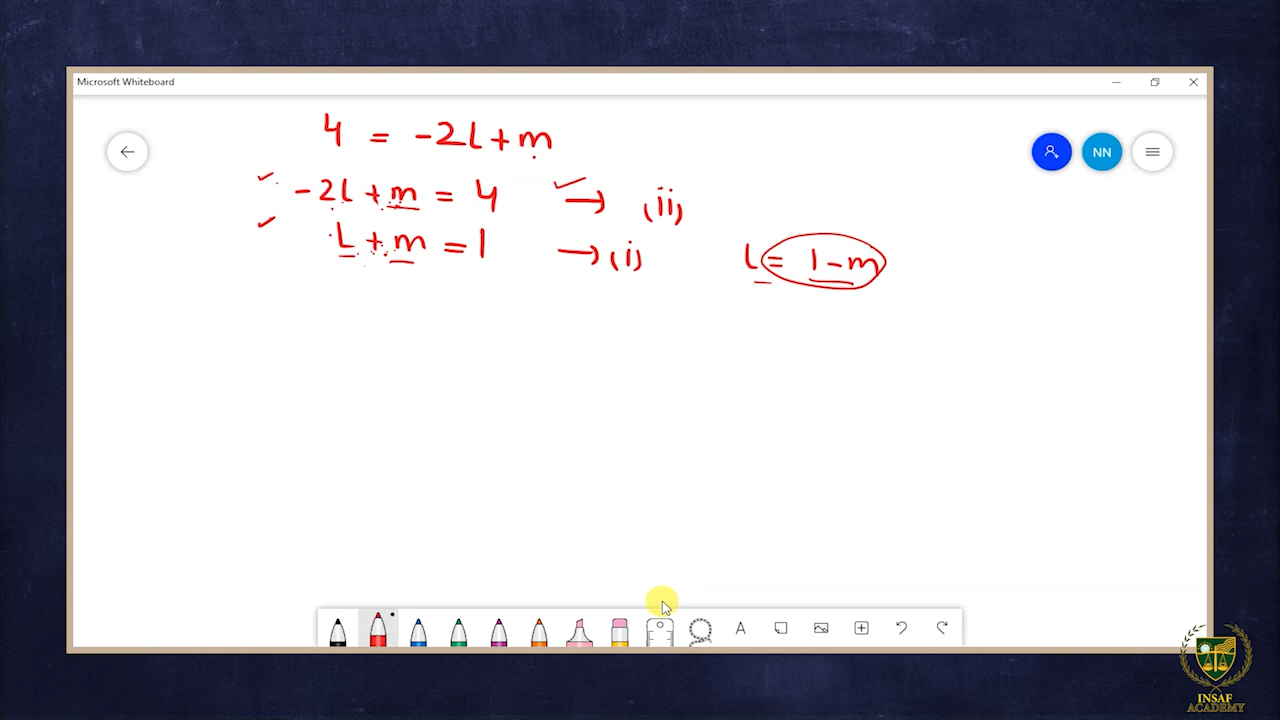 Microsoft Whiteboard
4 = -2L + m
-2L + m = 4 → (ii)
L + m = 1 → (i)
L = 1 - m
NN
A
INSAF
ACADEMY